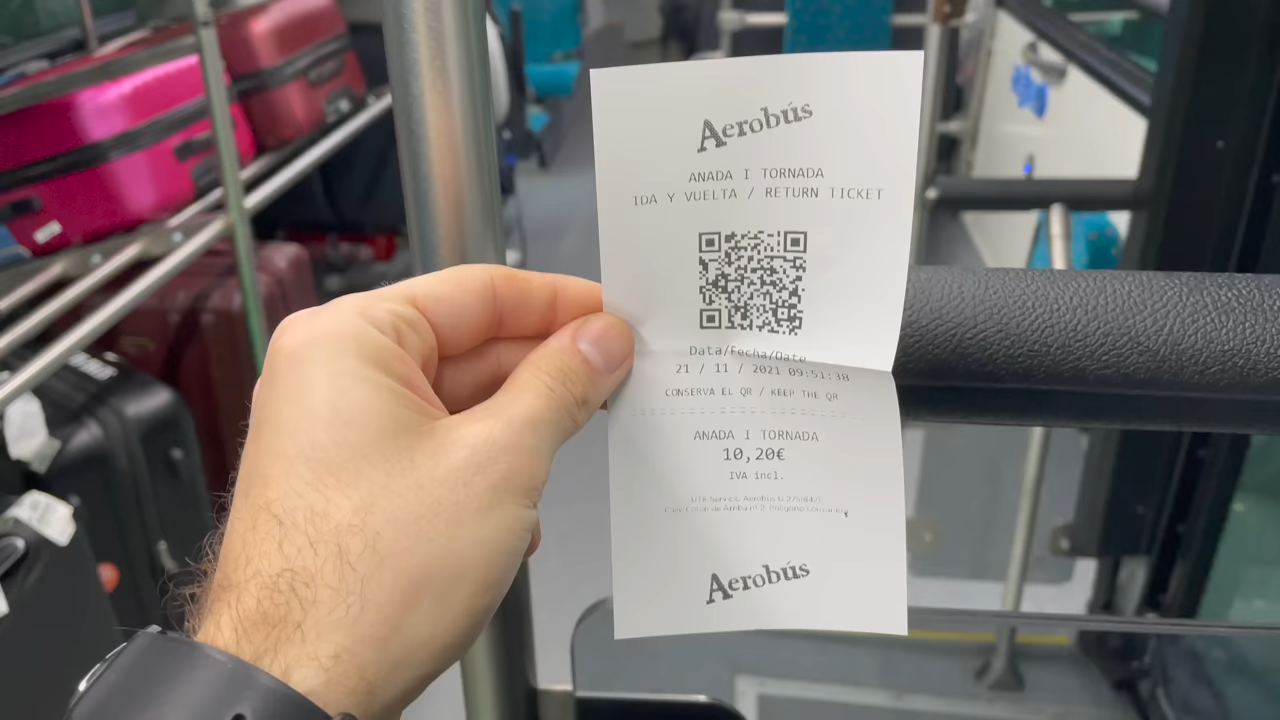 Aerobús
ANADA I TORNADA
IDA Y VUELTA / RETURN TICKET
Data/Fecha/Date
21 / 11 / 2021 09:51:38
CONSERVA EL QR / KEEP THE QR
ANADA I TORNADA
10,20€
IVA incl.
Aerobús